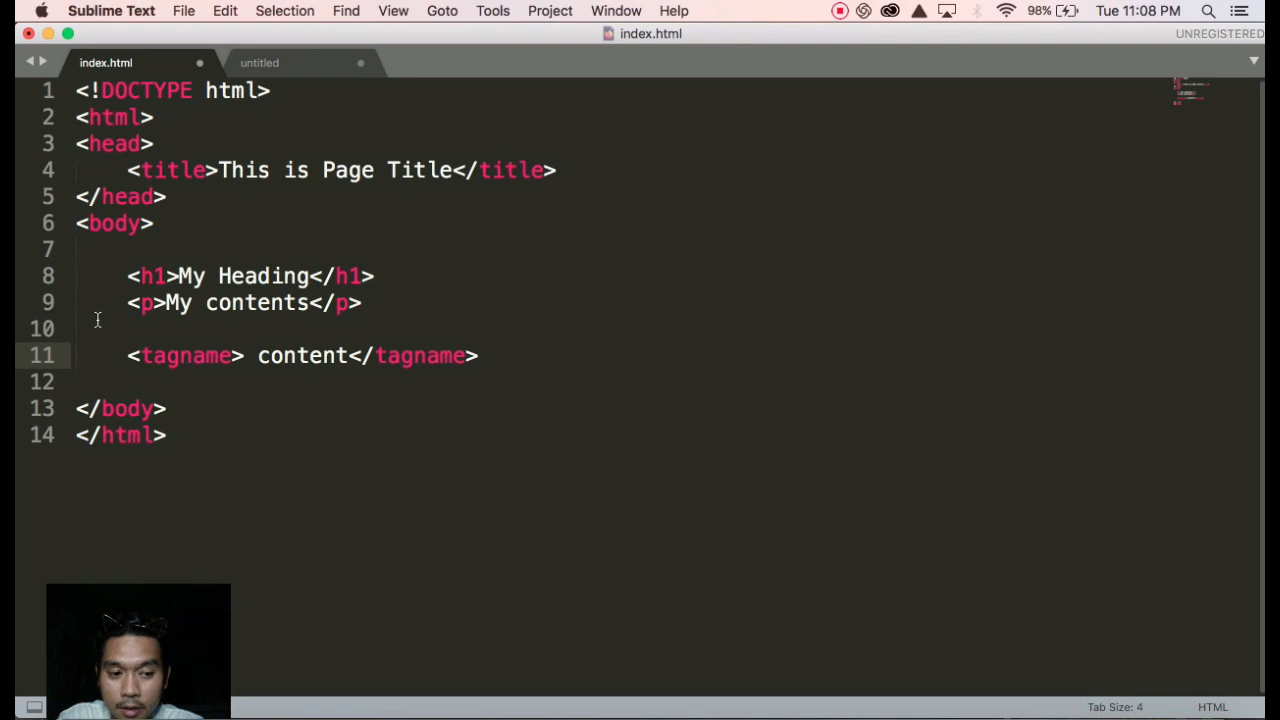 Sublime Text File Edit Selection Find View Goto Tools Project Window Help 98% Tue 11:08 PM
index.html UNREGISTERED
index.html untitled
1 <!DOCTYPE html>
2 <html>
3 <head>
4 <title>This is Page Title</title>
5 </head>
6 <body>
7
8 <h1>My Heading</h1>
9 <p>My contents</p>
10
11 <tagname> content</tagname>
12
13 </body>
14 </html>
Tab Size: 4 HTML